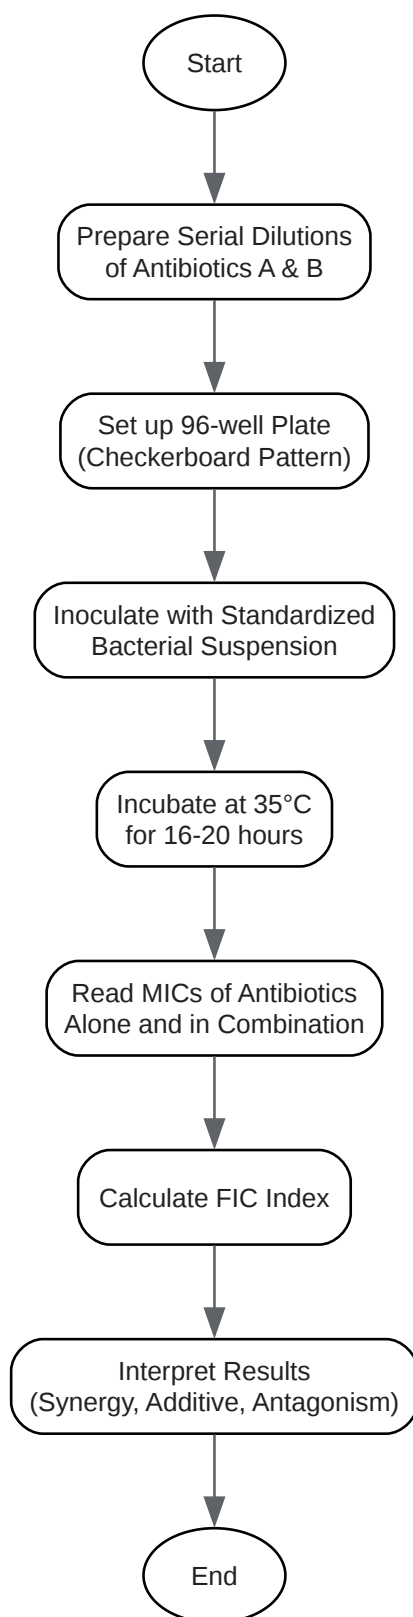 Start
Prepare Serial Dilutions
of Antibiotics A & B
Set up 96-well Plate
(Checkerboard Pattern)
Inoculate with Standardized
Bacterial Suspension
Incubate at 35°C
for 16-20 hours
Read MICs of Antibiotics
Alone and in Combination
Calculate FIC Index
Interpret Results
(Synergy, Additive, Antagonism)
End